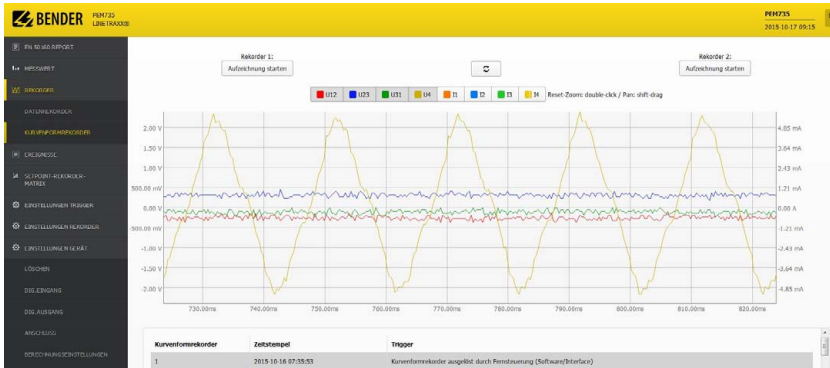 BENDER PEM735 LINETRAXX®
PEM735
2015-10-17 09:15
EN 50160 REPORT
MESSWERT
REKORDER
DATENREKORDER
KURVENFORMREKORDER
EREIGNISSE
SETPOINT-REKORDER-
MATRIX
EINSTELLUNGEN TRIGGER
EINSTELLUNGEN REKORDER
EINSTELLUNGEN GERÄT
LÖSCHEN
DIG.EINGANG
DIG.AUSGANG
ANSCHLUSS
BERECHNUNGSEINSTELLUNGEN
Rekorder 1:
Aufzeichnung starten
Rekorder 2:
Aufzeichnung starten
U12 U23 U31 U4 I1 I2 I3 I4 Reset-Zoom: double-click / Pan: shift-drag
2.00 V 4.85 mA
1.50 V 3.64 mA
1.00 V 2.43 mA
500.00 mV 1.21 mA
0.00 V 0.00 A
-500.00 mV -1.21 mA
-1.00 V -2.43 mA
-1.50 V -3.64 mA
-2.00 V -4.85 mA
730.00ms 740.00ms 750.00ms 760.00ms 770.00ms 780.00ms 790.00ms 800.00ms 810.00ms 820.00ms
Kurvenformrekorder Zeitstempel Trigger
1 2015-10-16 07:35:53 Kurvenformrekorder ausgelöst durch Fernsteuerung (Software/Interface)